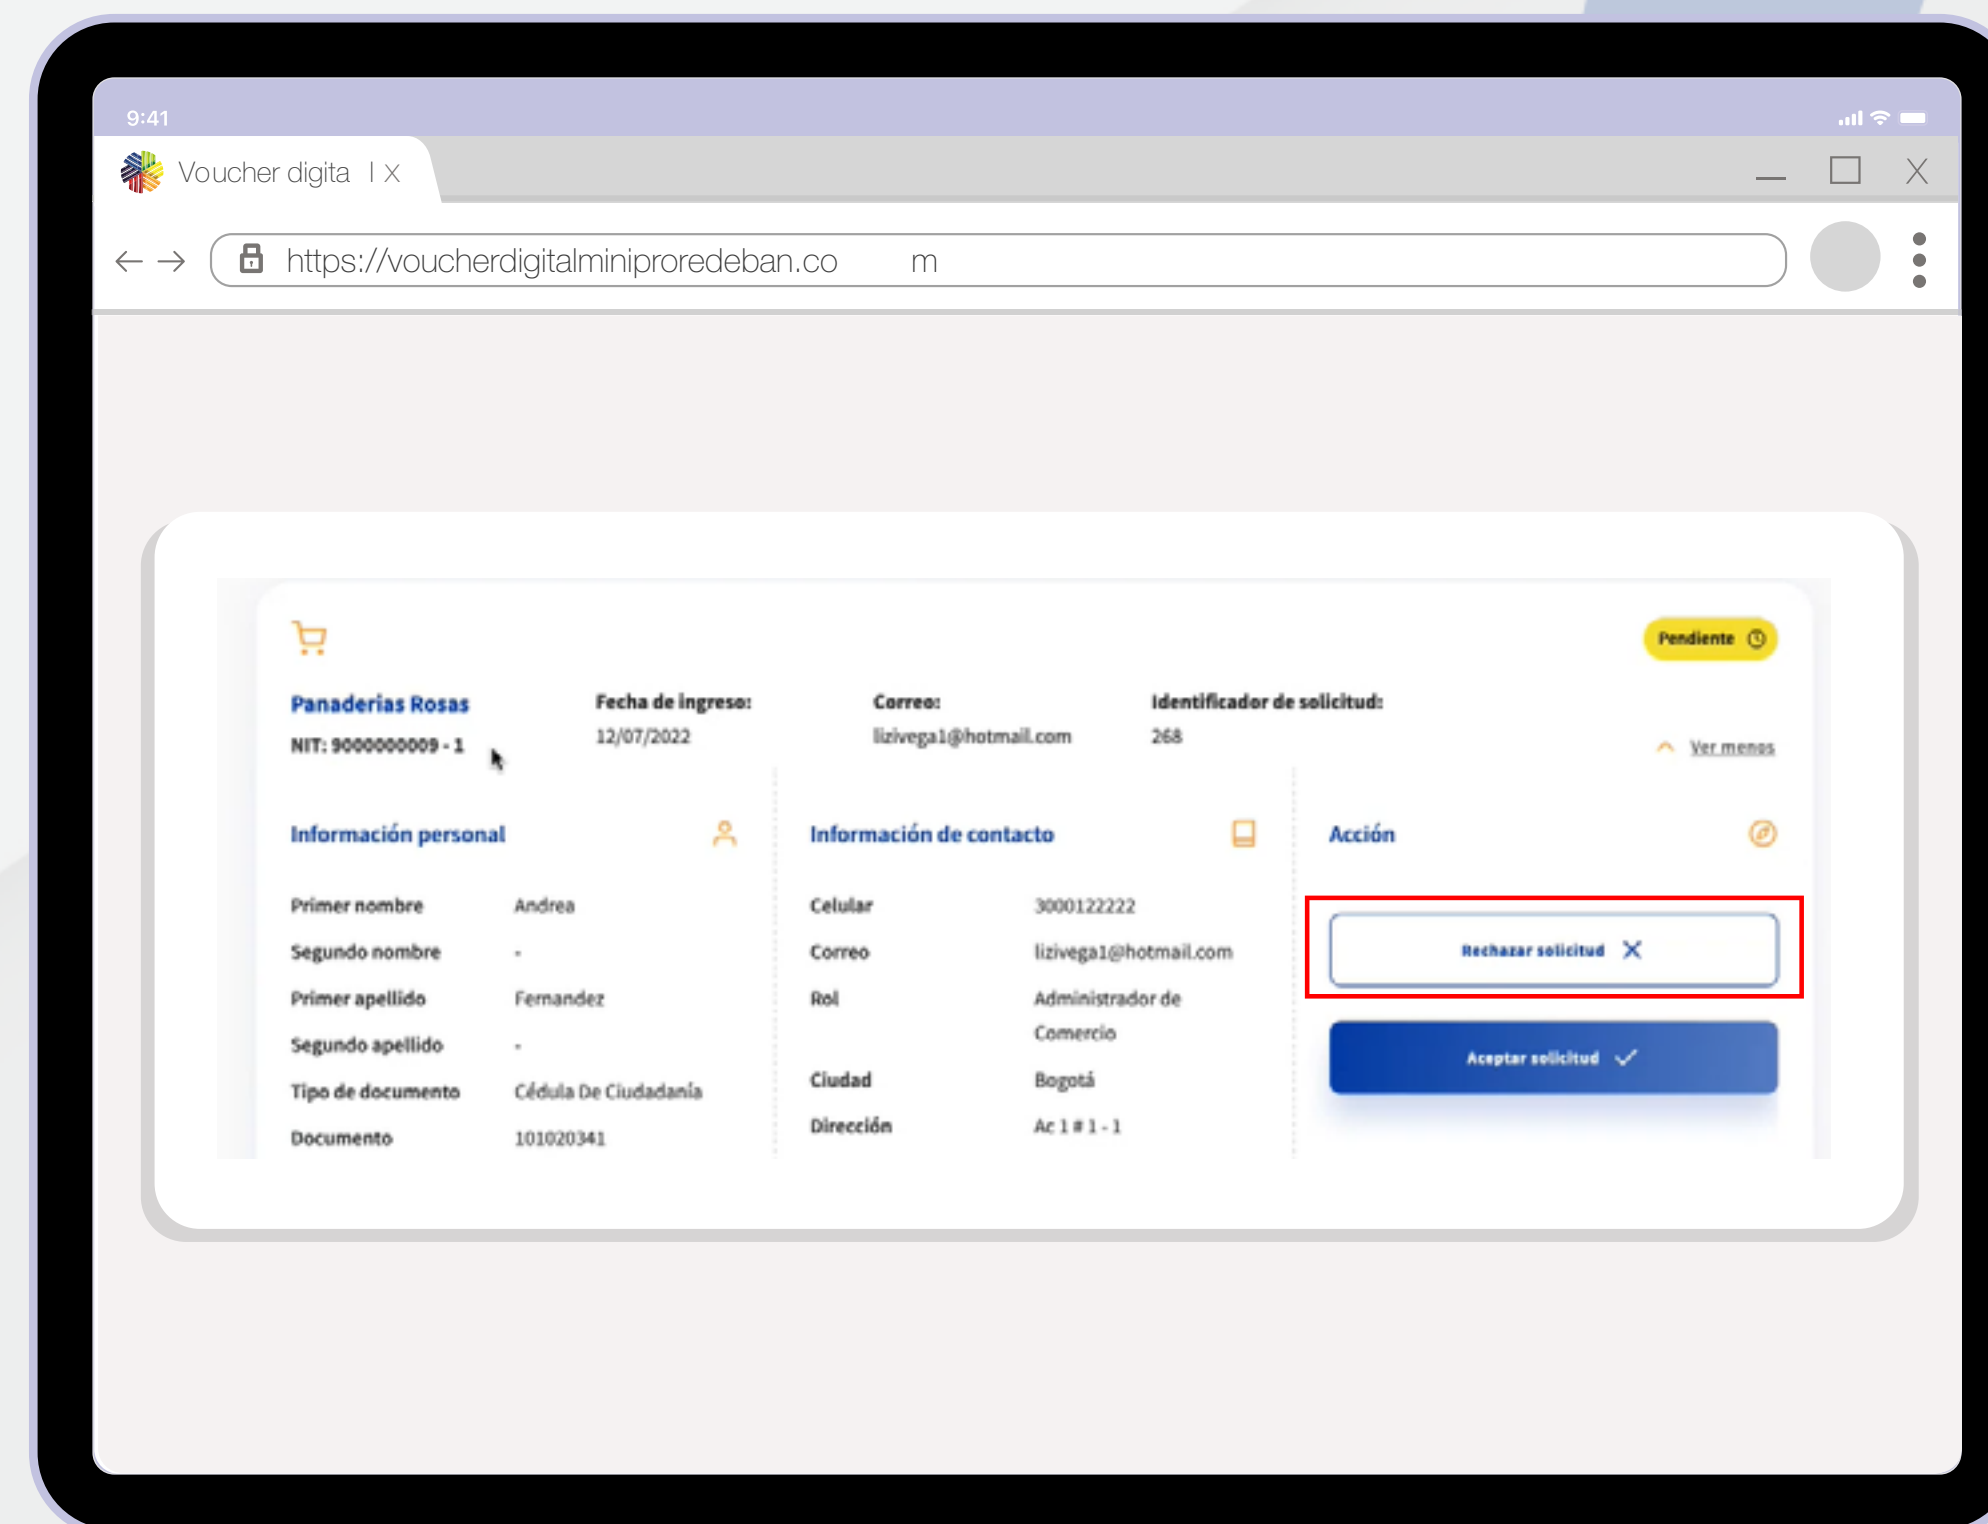 9:41
Voucher digita l X
X
https://voucherdigitalminiproredeban.co m
Pendiente
Panaderias Rosas
Fecha de ingreso:
Correo:
Identificador de solicitud:
NIT: 9000000009 - 1
12/07/2022
lizivega1@hotmail.com
268
Ver menos
Información personal
Información de contacto
Acción
Primer nombre Andrea
Segundo nombre -
Primer apellido Fernandez
Segundo apellido -
Tipo de documento Cédula De Ciudadanía
Documento 101020341
Celular 3000122222
Correo lizivega1@hotmail.com
Rol Administrador de
Comercio
Ciudad Bogotá
Dirección Ac 1 # 1 - 1
Rechazar solicitud
Aceptar solicitud